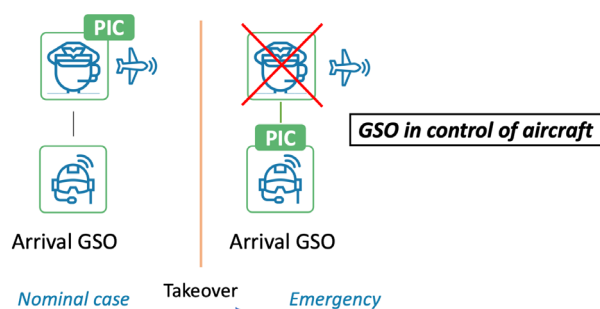 PIC
PIC
GSO in control of aircraft
Arrival GSO
Arrival GSO
Nominal case
Takeover
Emergency